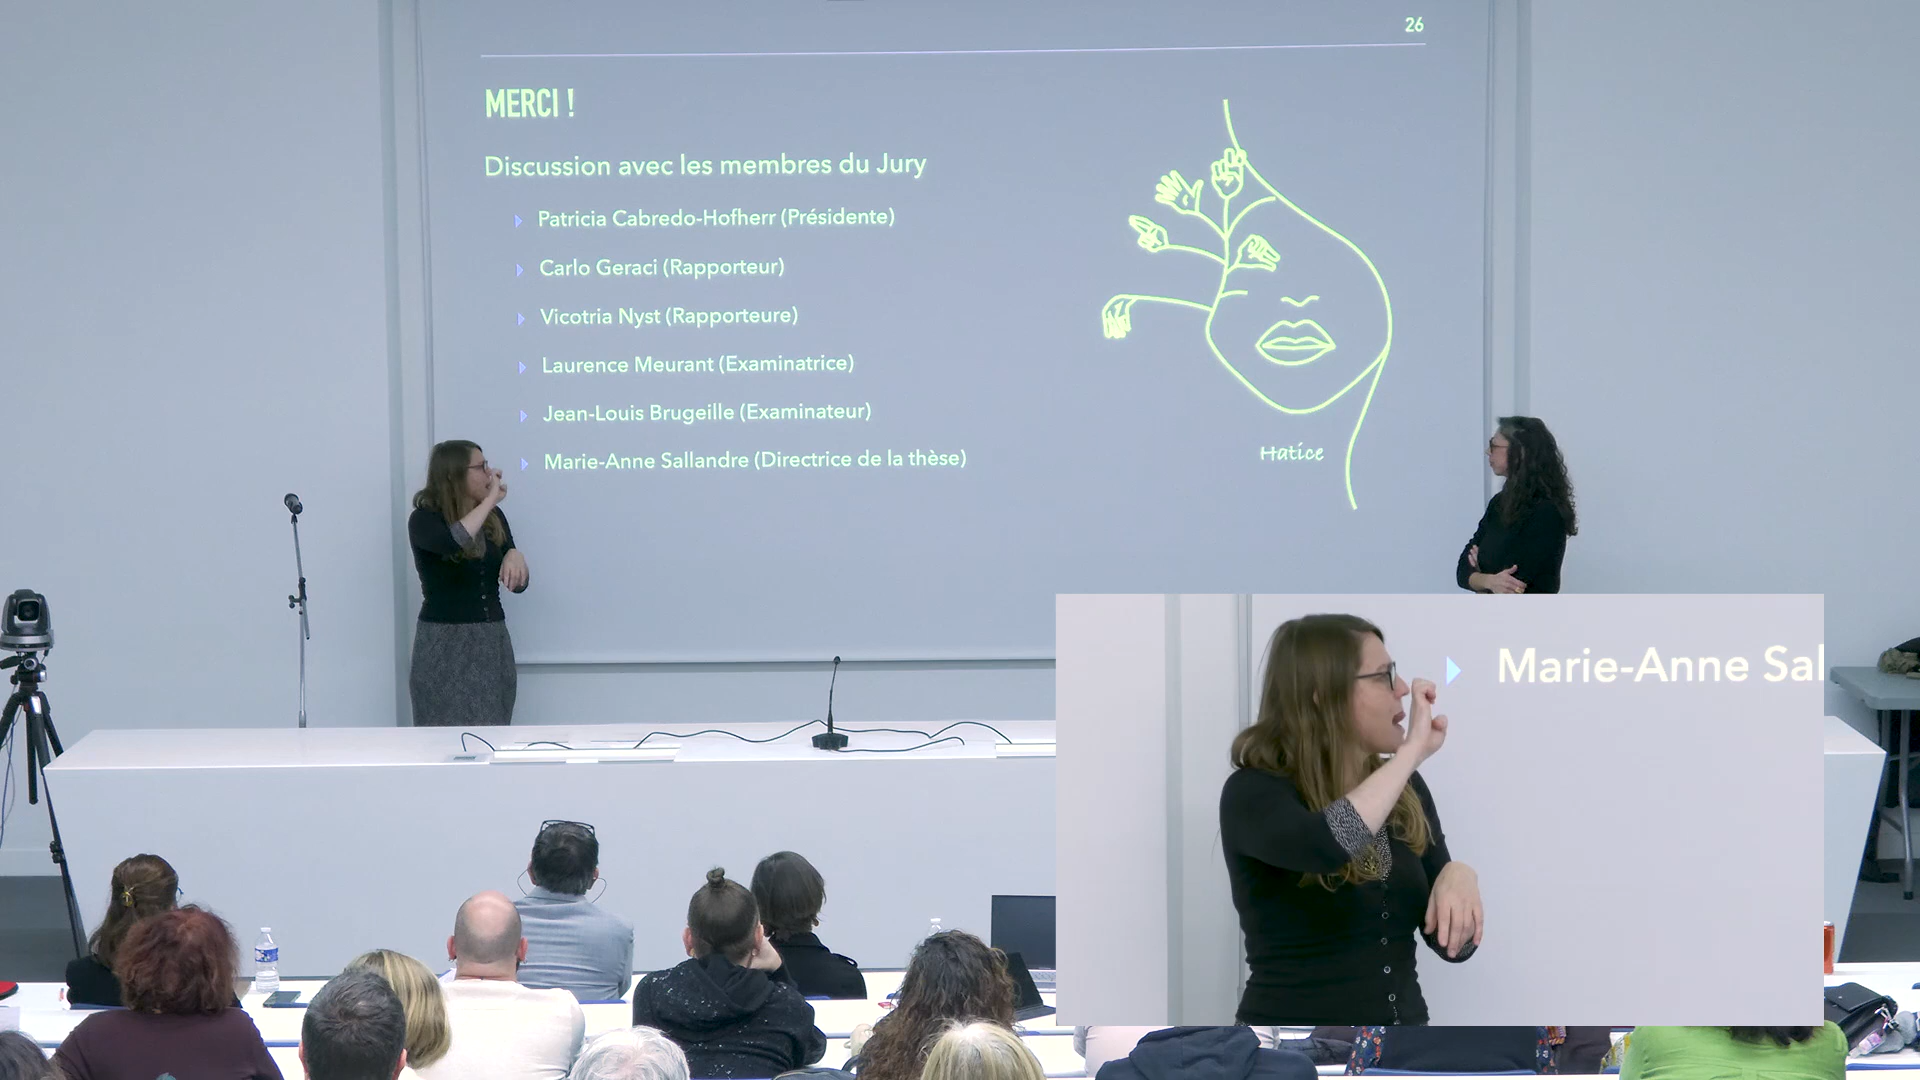 26
MERCI !
Discussion avec les membres du Jury
Patricia Cabredo-Hofherr (Présidente)
Carlo Geraci (Rapporteur)
Vicotria Nyst (Rapporteure)
Laurence Meurant (Examinatrice)
Jean-Louis Brugeille (Examinateur)
Marie-Anne Sallandre (Directrice de la thèse)
Hatice
Marie-Anne Sal